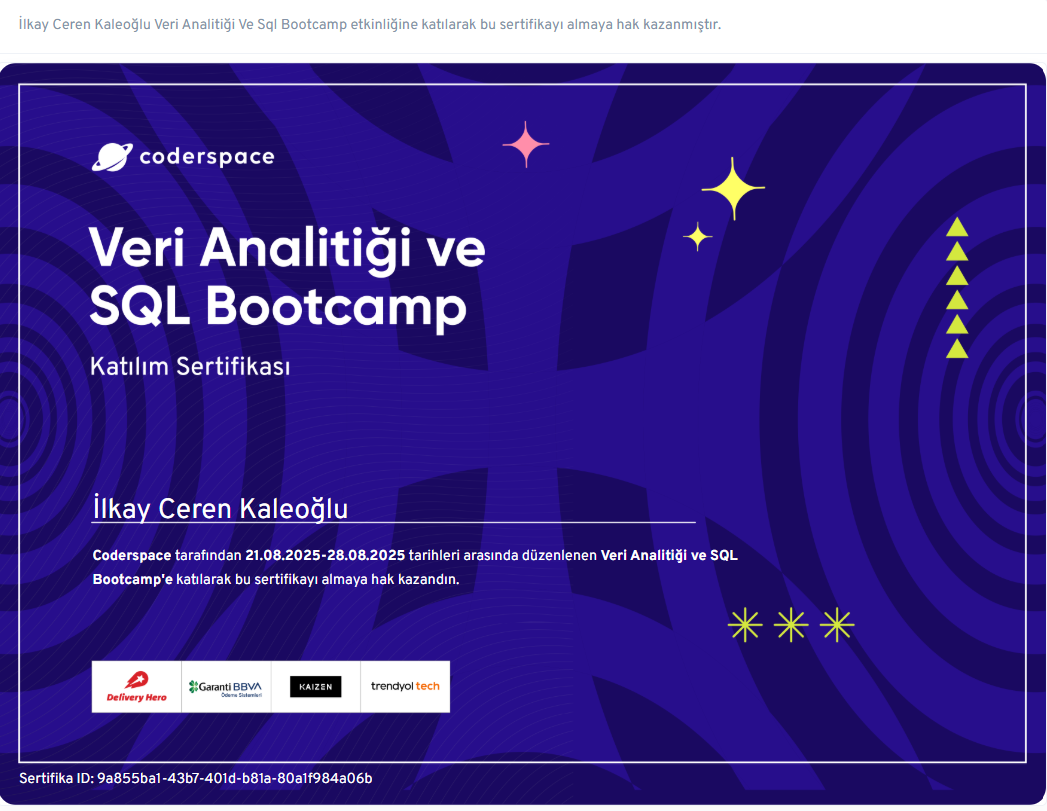 İlkay Ceren Kaleoğlu Veri Analitiği Ve Sql Bootcamp etkinliğine katılarak bu sertifikayı almaya hak kazanmıştır.
coderspace
Veri Analitiği ve
SQL Bootcamp
Katılım Sertifikası
İlkay Ceren Kaleoğlu
Coderspace tarafından 21.08.2025-28.08.2025 tarihleri arasında düzenlenen Veri Analitiği ve SQL
Bootcamp'e katılarak bu sertifikayı almaya hak kazandın.
Delivery Hero
Garanti BBVA
Ödeme Sistemleri
KAIZEN
trendyol tech
Sertifika ID: 9a855ba1-43b7-401d-b81a-80a1f984a06b